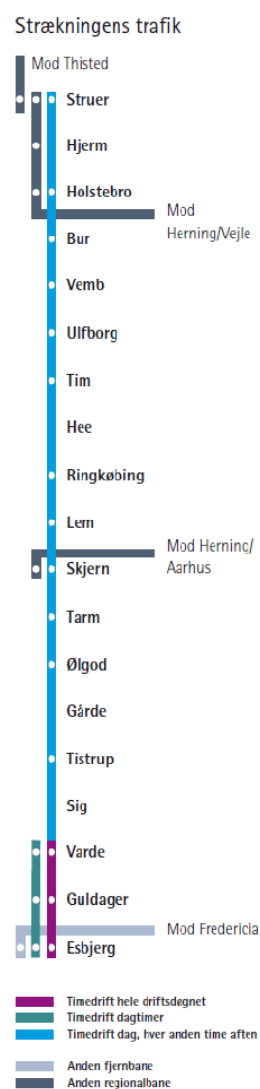 Strækningens trafik
Mod Thisted
Struer
Hjerm
Holstebro
Mod
Herning/Vejle
Bur
Vemb
Ulfborg
Tim
Hee
Ringkøbing
Lem
Mod Herning/
Aarhus
Skjern
Tarm
Ølgod
Gårde
Tistrup
Sig
Varde
Guldager
Mod Fredericia
Esbjerg
Timedrift hele driftsdøgnet
Timedrift dagtimer
Timedrift dag, hver anden time aften
Anden fjernbane
Anden regionalbane